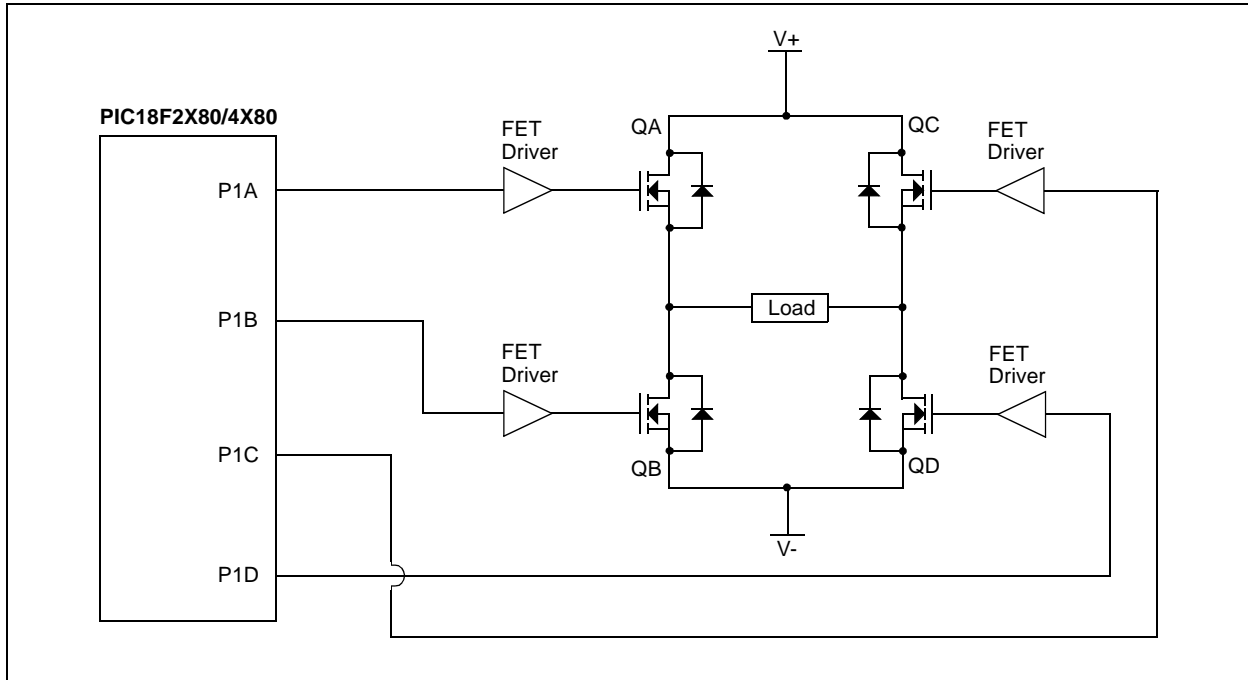 V+
PIC18F2X80/4X80
FET
Driver
QA
QC
FET
Driver
P1A
P1B
Load
FET
Driver
FET
Driver
P1C
QB
QD
V-
P1D